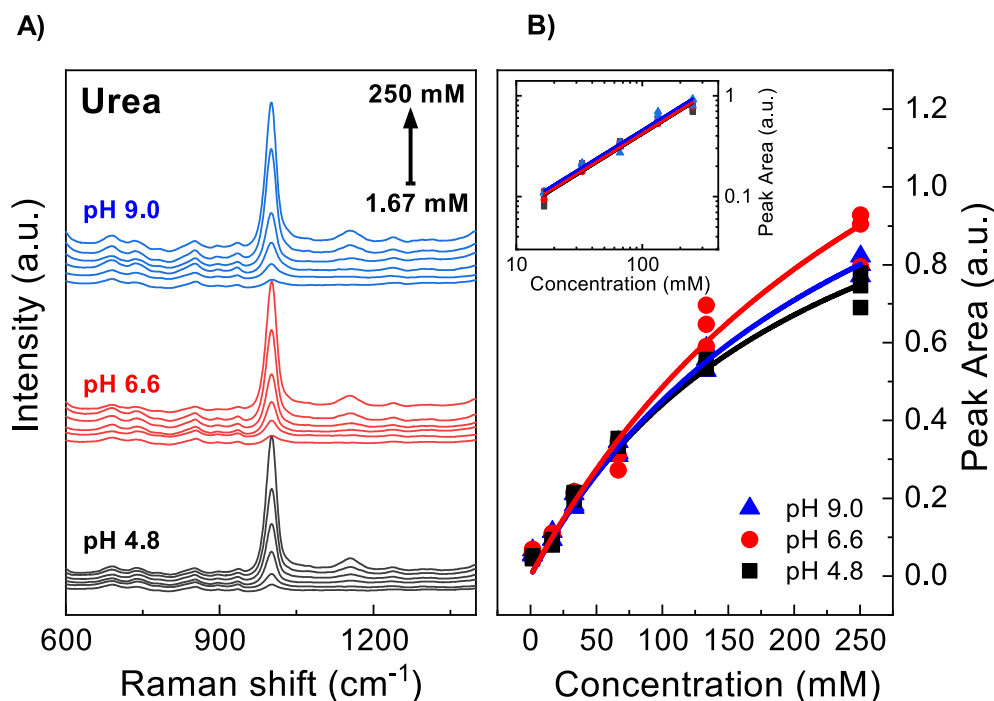 A)
Urea
250 mM
1.67 mM
pH 9.0
pH 6.6
pH 4.8
Intensity (a.u.)
600 900 1200
Raman shift (cm⁻¹)
B)
1
0.1
Peak Area (a.u.)
10 100
Concentration (mM)
1.2
1.0
0.8
0.6
0.4
0.2
0.0
Peak Area (a.u.)
pH 9.0
pH 6.6
pH 4.8
0 50 100 150 200 250
Concentration (mM)